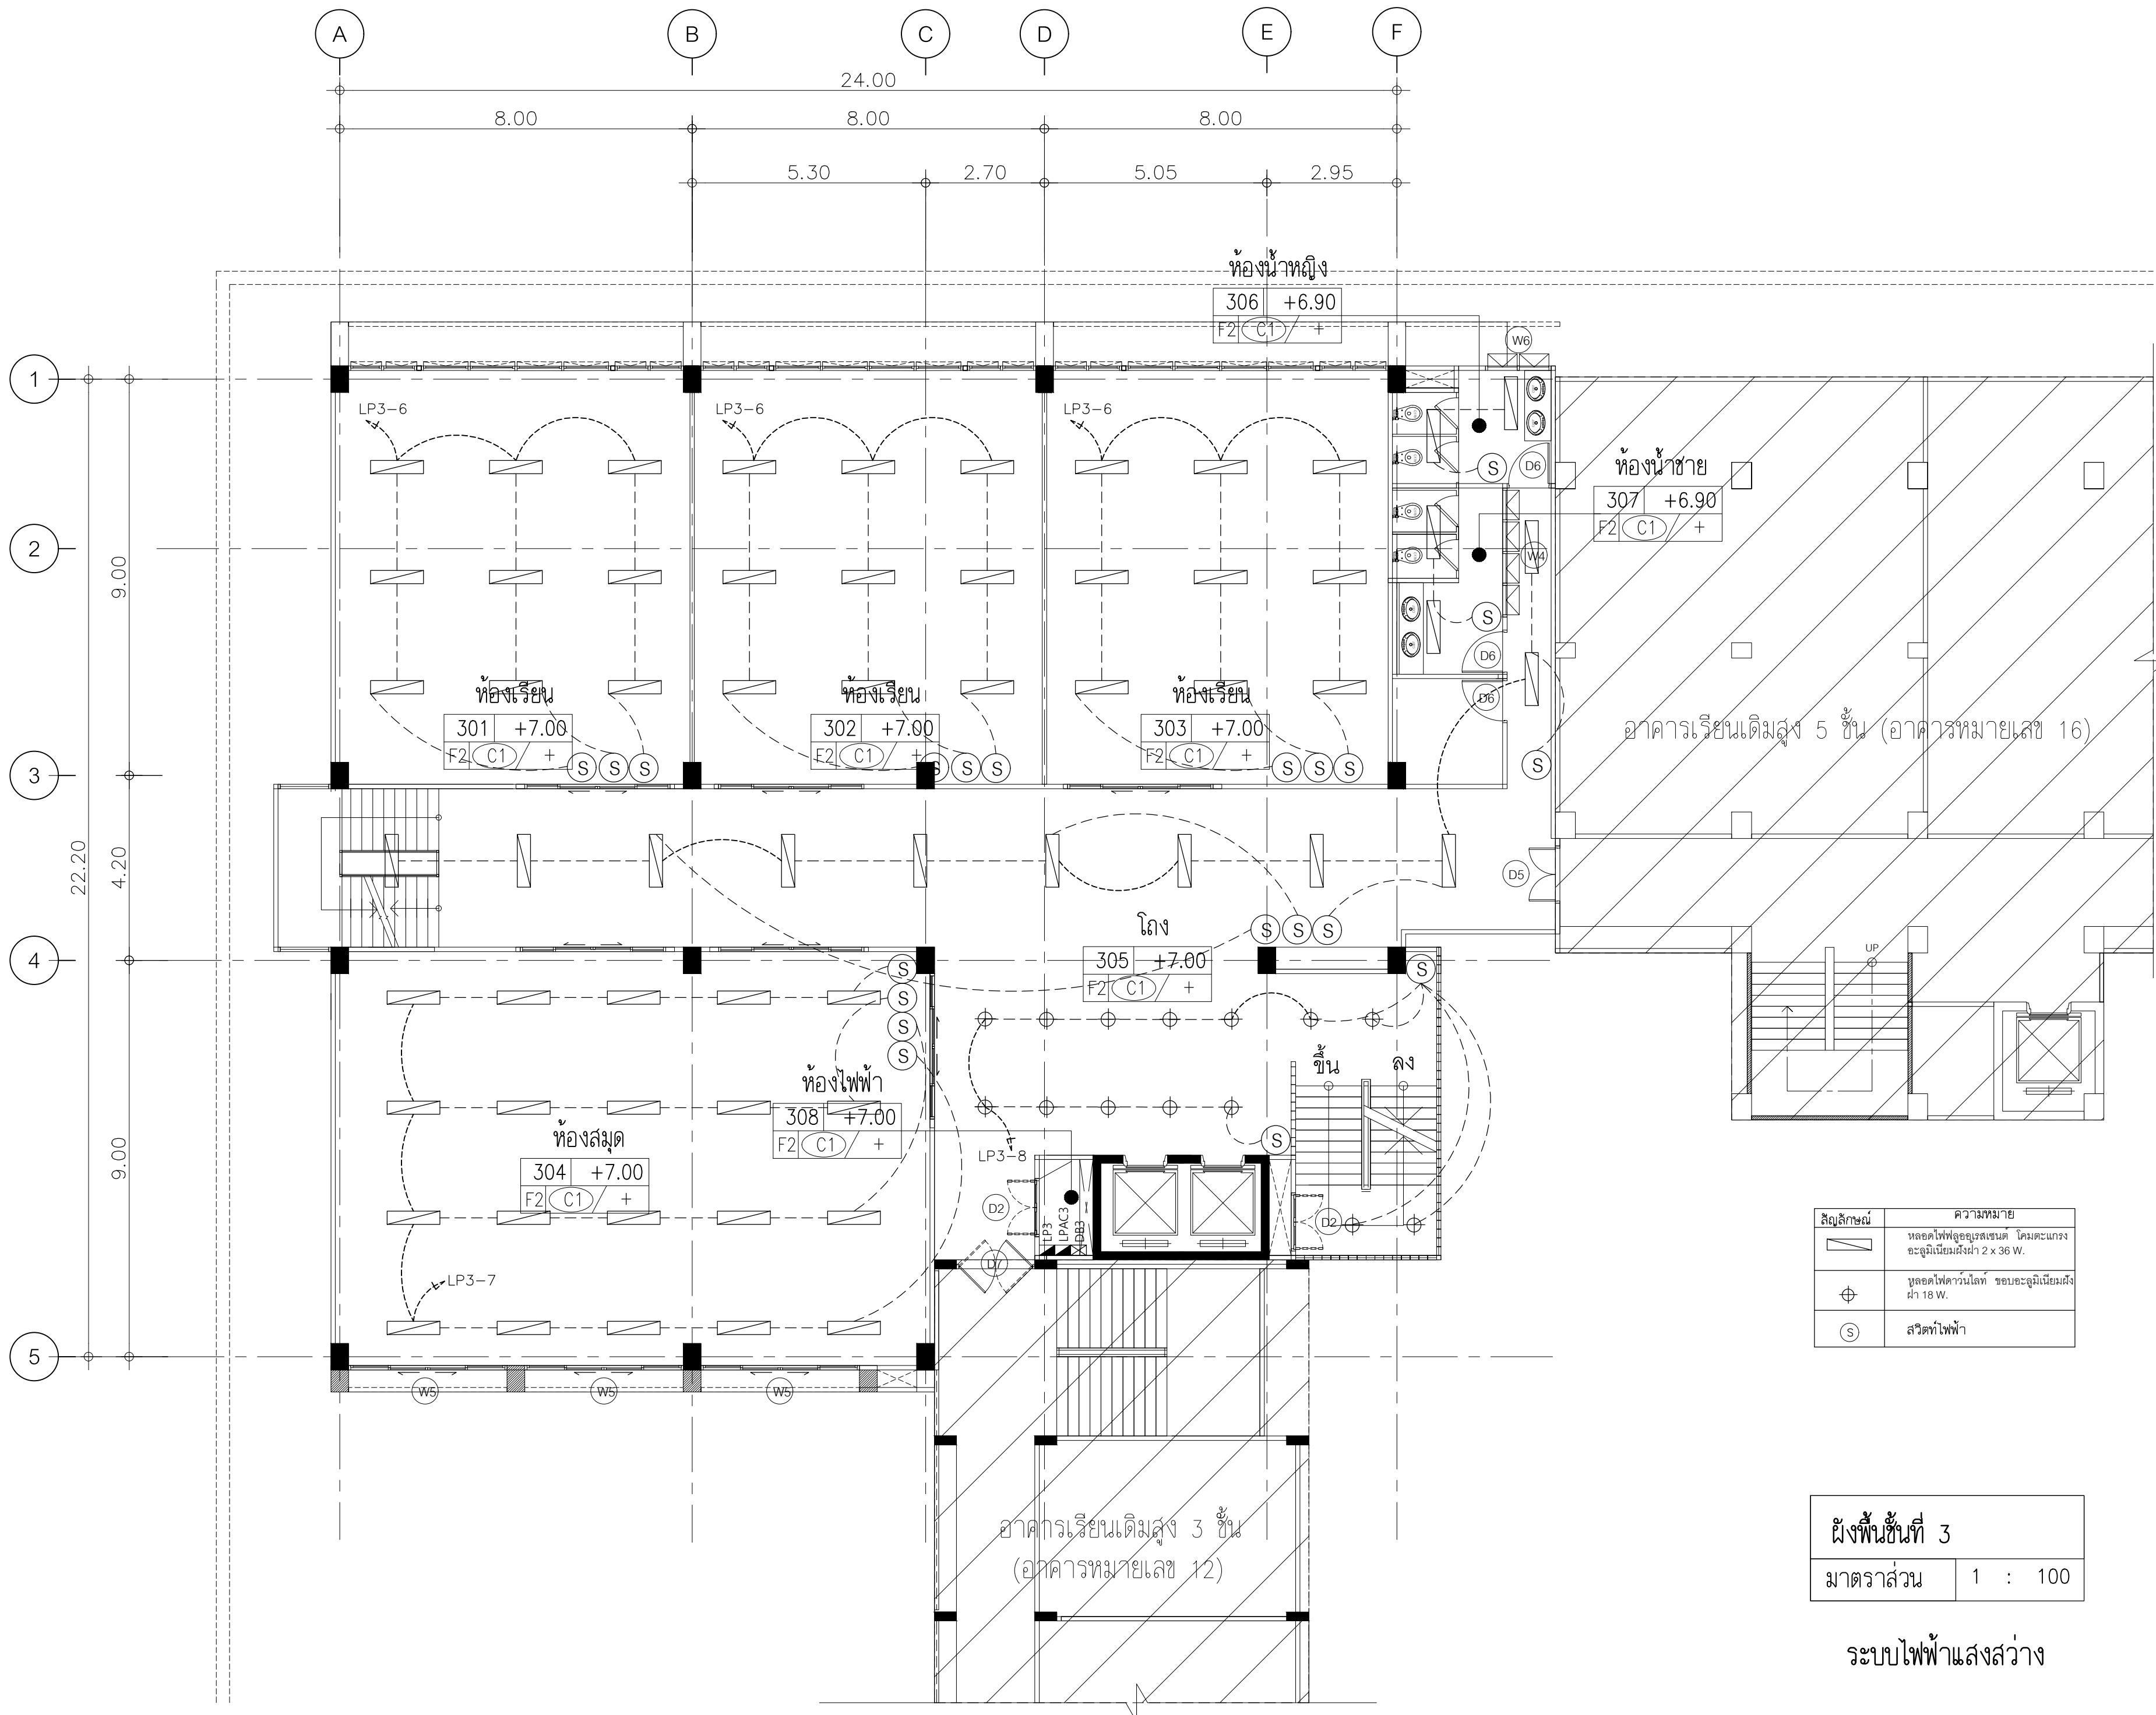 A B C D E F
24.00
8.00 8.00 8.00
5.30 2.70 5.05 2.95
ห้องน้ำหญิง
306 +6.90
F2 C1 +
W6
1
LP3-6 LP3-6 LP3-6
S D6
ห้องน้ำชาย
307 +6.90
F2 C1 +
2
W4
9.00
S
D6
D6
ห้องเรียน
301 +7.00
F2 C1 +
ห้องเรียน
302 +7.00
F2 C1 +
ห้องเรียน
303 +7.00
F2 C1 +
อาคารเรียนเดิมสูง 5 ชั้น (อาคารหมายเลข 16)
S S S S S S S S S S
3
22.20
4.20
D5
S S S
โถง
305 +7.00
F2 C1 +
UP
4
S
S
S
S
S
ขึ้น ลง
ห้องไฟฟ้า
308 +7.00
F2 C1 +
ห้องสมุด
304 +7.00
F2 C1 +
9.00
LP3-8
S
D2
LP3
LPAC3
DB3
D2
D7
LP3-7
5
W5 W5 W5
สัญลักษณ์ ความหมาย
หลอดไฟฟลูออเรสเซนต์ โคมตะแกรง
อะลูมิเนียมฝังฝ้า 2 x 36 W.
หลอดไฟดาวน์ไลท์ ขอบอะลูมิเนียมฝัง
ฝ้า 18 W.
S สวิตท์ไฟฟ้า
อาคารเรียนเดิมสูง 3 ชั้น
(อาคารหมายเลข 12)
ผังพื้นชั้นที่ 3
มาตราส่วน 1 : 100
ระบบไฟฟ้าแสงสว่าง